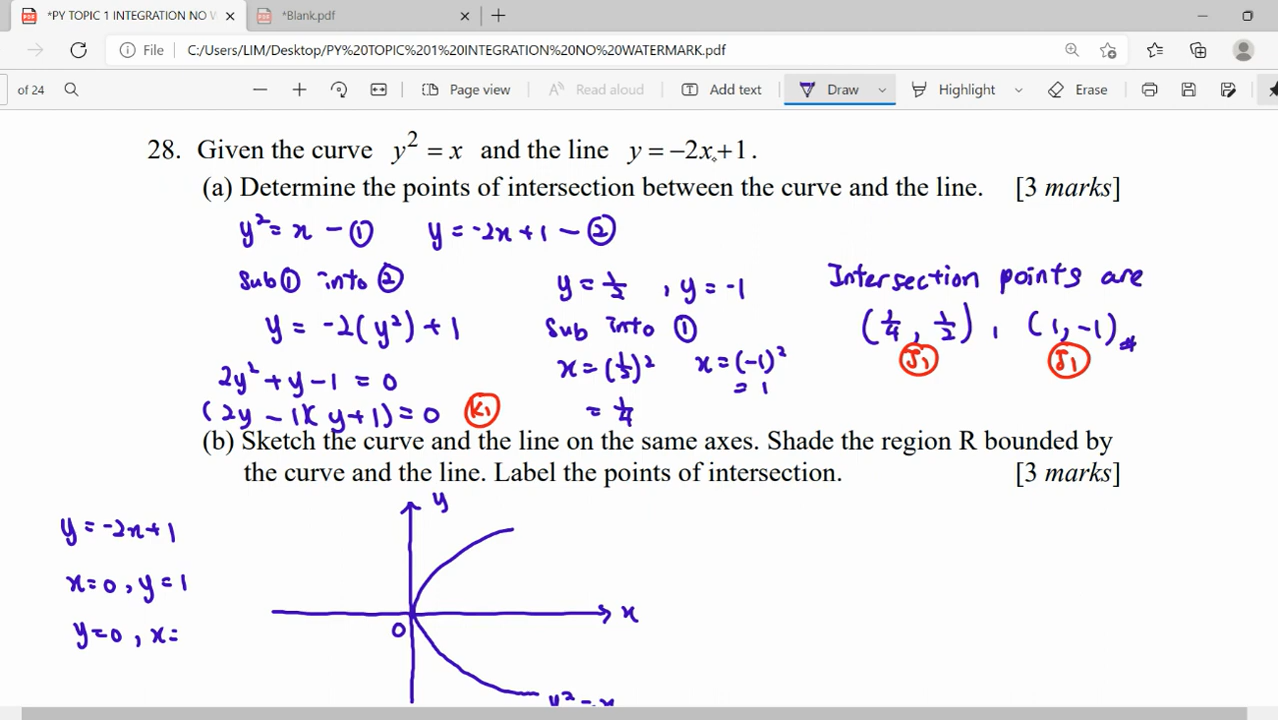 *PY TOPIC 1 INTEGRATION NO W
*Blank.pdf
File C:/Users/LIM/Desktop/PY%20TOPIC%201%20INTEGRATION%20NO%20WATERMARK.pdf
of 24 Page view Read aloud Add text Draw Highlight Erase
28. Given the curve y² = x and the line y = −2x+1.
(a) Determine the points of intersection between the curve and the line. [3 marks]
y² = x − ① y = -2x + 1 − ②
Sub ① into ②
y = -2(y²) + 1
2y² + y − 1 = 0
(2y − 1)(y + 1) = 0 K1
y = 1/2 , y = -1
Sub into ①
x = (1/2)² x = (-1)²
= 1/4 = 1
Intersection points are
(1/4, 1/2), (1, -1)
J1 J1
(b) Sketch the curve and the line on the same axes. Shade the region R bounded by
the curve and the line. Label the points of intersection. [3 marks]
y = -2x + 1
x = 0, y = 1
y = 0, x =
y
x
0
y² = x